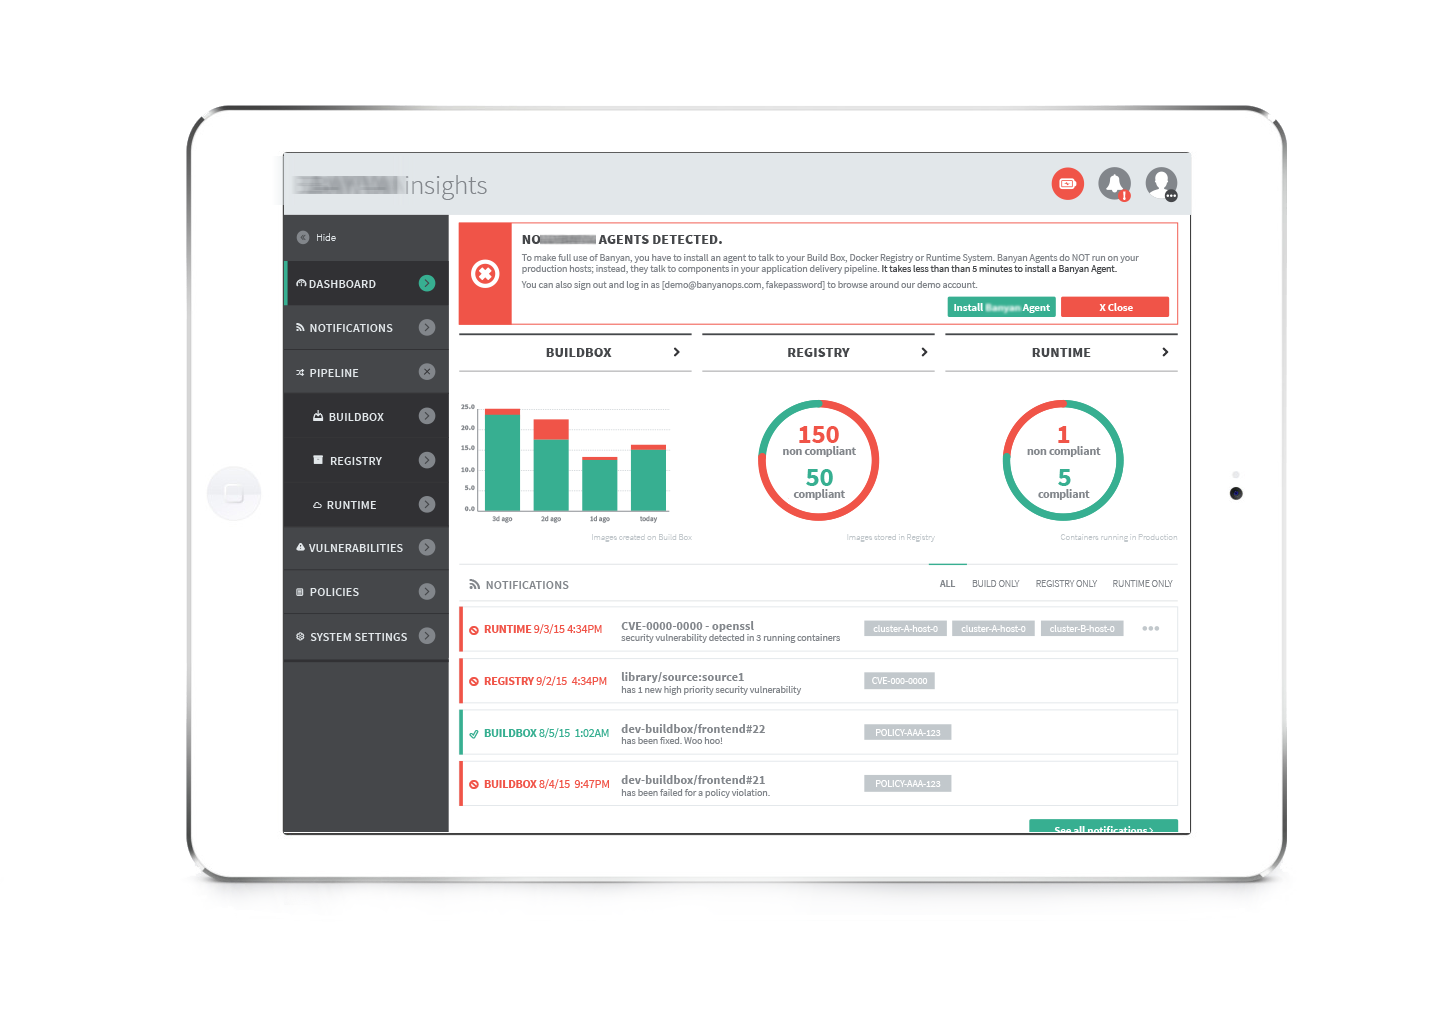 insights
Hide
DASHBOARD
NOTIFICATIONS
PIPELINE
BUILDBOX
REGISTRY
RUNTIME
VULNERABILITIES
POLICIES
SYSTEM SETTINGS
NO AGENTS DETECTED.
To make full use of Banyan, you have to install an agent to talk to your Build Box, Docker Registry or Runtime System. Banyan Agents do NOT run on your
production hosts; instead, they talk to components in your application delivery pipeline. It takes less than than 5 minutes to install a Banyan Agent.
You can also sign out and log in as [demo@banyanops.com, fakepassword] to browse around our demo account.
Install Banyan Agent
X Close
BUILDBOX
REGISTRY
RUNTIME
25.0
20.0
15.0
10.0
5.0
0.0
3d ago 2d ago 1d ago today
Images created on Build Box
150
non compliant
50
compliant
Images stored in Registry
1
non compliant
5
compliant
Containers running in Production
NOTIFICATIONS
ALL BUILD ONLY REGISTRY ONLY RUNTIME ONLY
RUNTIME 9/3/15 4:34PM
CVE-0000-0000 - openssl
security vulnerability detected in 3 running containers
cluster-A-host-0 cluster-A-host-0 cluster-B-host-0
REGISTRY 9/2/15 4:34PM
library/source:source1
has 1 new high priority security vulnerability
CVE-000-0000
BUILDBOX 8/5/15 1:02AM
dev-buildbox/frontend#22
has been fixed. Woo hoo!
POLICY-AAA-123
BUILDBOX 8/4/15 9:47PM
dev-buildbox/frontend#21
has been failed for a policy violation.
POLICY-AAA-123
See all notifications >